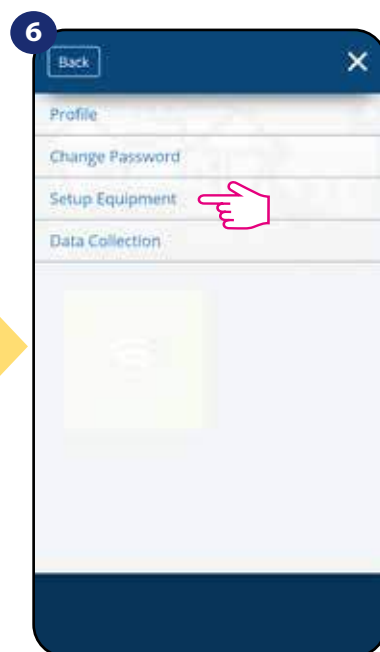 6
Back
Profile
Change Password
Setup Equipment
Data Collection